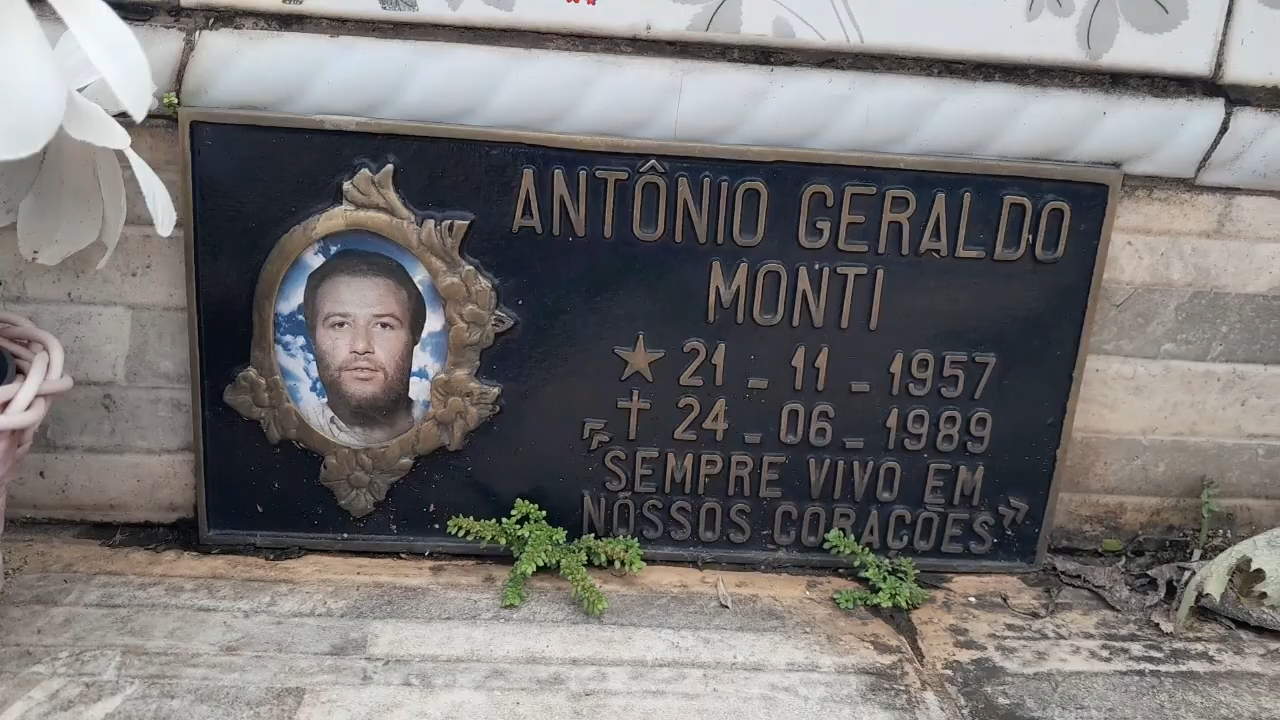 ANTÔNIO GERALDO
MONTI
21 - 11 - 1957
24 - 06 - 1989
"SEMPRE VIVO EM
NOSSOS CORAÇÕES"